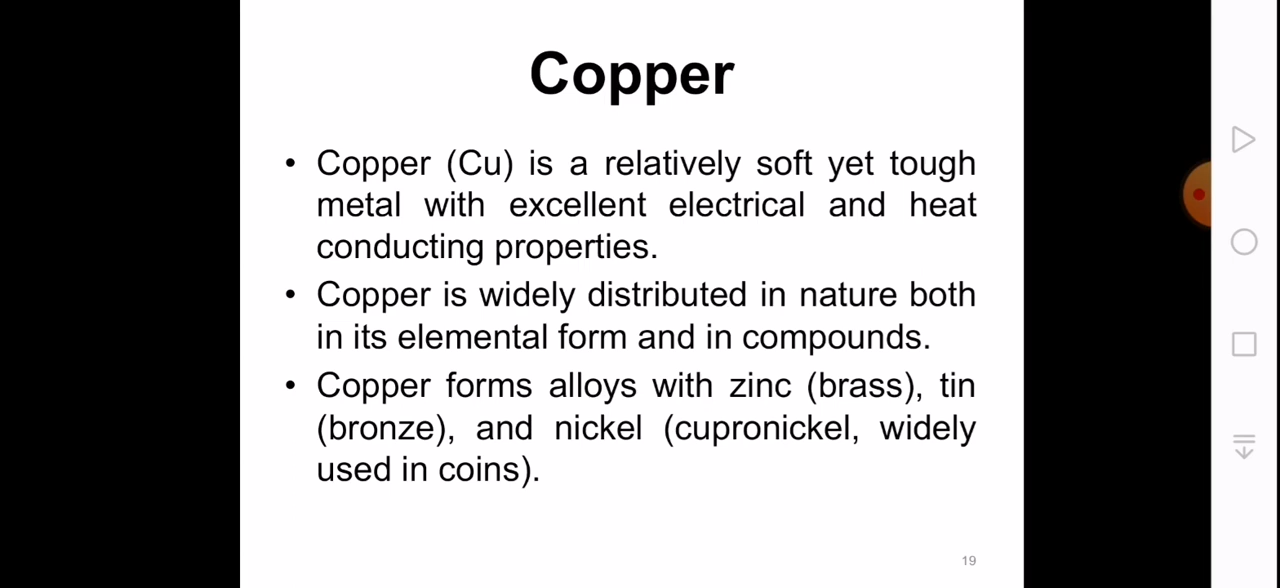 Copper
• Copper (Cu) is a relatively soft yet tough
metal with excellent electrical and heat
conducting properties.
• Copper is widely distributed in nature both
in its elemental form and in compounds.
• Copper forms alloys with zinc (brass), tin
(bronze), and nickel (cupronickel, widely
used in coins).
19